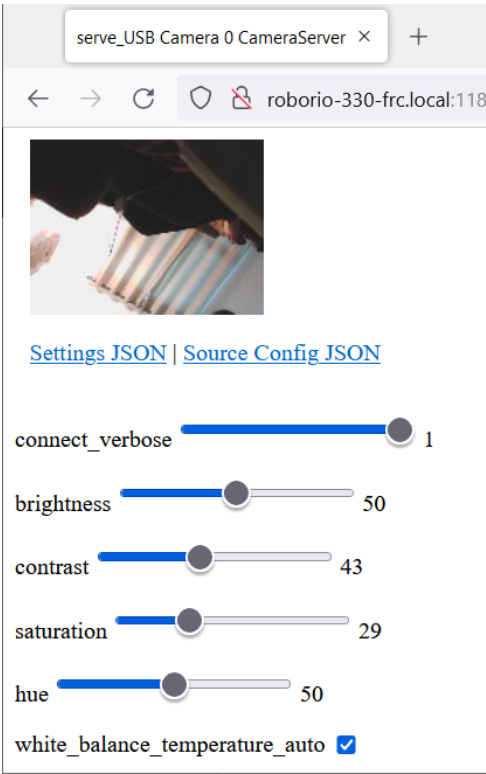 serve_USB Camera 0 CameraServer
roborio-330-frc.local:118
Settings JSON | Source Config JSON
connect_verbose 1
brightness 50
contrast 43
saturation 29
hue 50
white_balance_temperature_auto